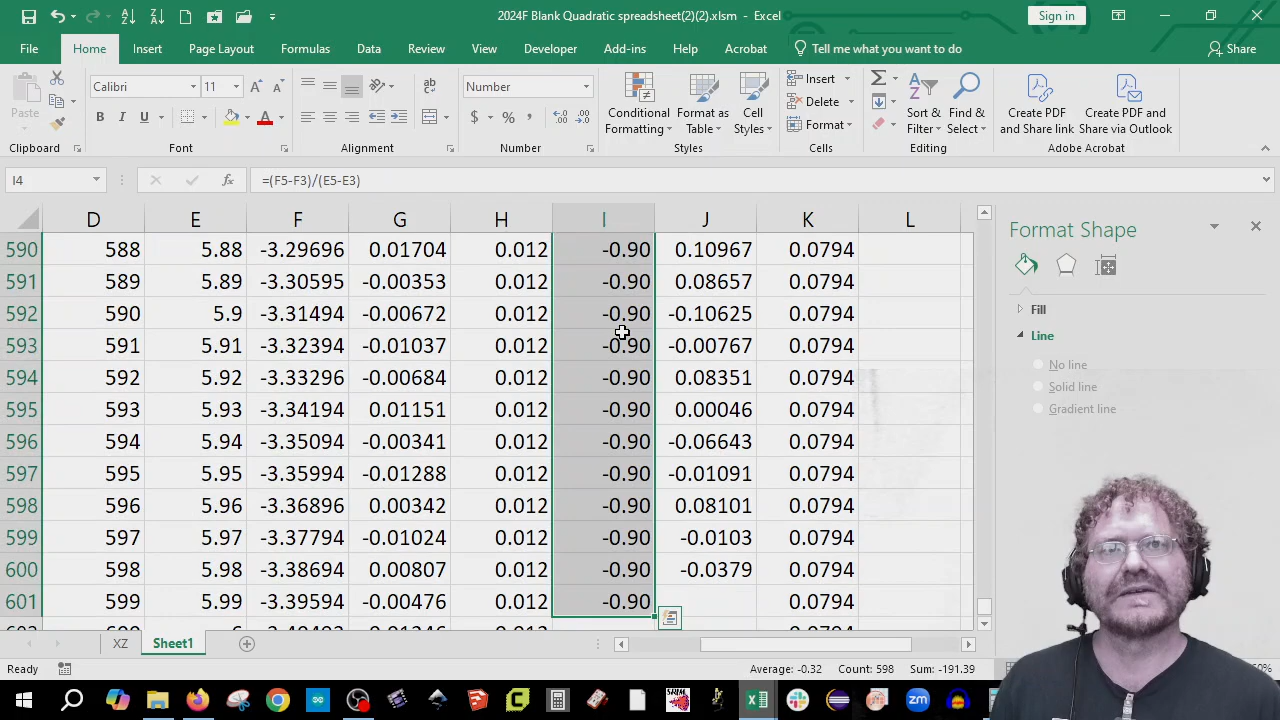 2024F Blank Quadratic spreadsheet(2)(2).xlsm - Excel
Sign in
File Home Insert Page Layout Formulas Data Review View Developer Add-ins Help Acrobat Tell me what you want to do Share
Paste
Calibri 11
B I U
Number
$ % ,
Conditional Formatting
Format as Table
Cell Styles
Insert
Delete
Format
Sort & Filter
Find & Select
Create PDF and Share link
Create PDF and Share via Outlook
Clipboard Font Alignment Number Styles Cells Editing Adobe Acrobat
I4 fx =(F5-F3)/(E5-E3)
D E F G H I J K L
590 588 5.88 -3.29696 0.01704 0.012 -0.90 0.10967 0.0794
591 589 5.89 -3.30595 -0.00353 0.012 -0.90 0.08657 0.0794
592 590 5.9 -3.31494 -0.00672 0.012 -0.90 -0.10625 0.0794
593 591 5.91 -3.32394 -0.01037 0.012 -0.90 -0.00767 0.0794
594 592 5.92 -3.33296 -0.00684 0.012 -0.90 0.08351 0.0794
595 593 5.93 -3.34194 0.01151 0.012 -0.90 0.00046 0.0794
596 594 5.94 -3.35094 -0.00341 0.012 -0.90 -0.06643 0.0794
597 595 5.95 -3.35994 -0.01288 0.012 -0.90 -0.01091 0.0794
598 596 5.96 -3.36896 0.00342 0.012 -0.90 0.08101 0.0794
599 597 5.97 -3.37794 -0.01024 0.012 -0.90 -0.0103 0.0794
600 598 5.98 -3.38694 0.00807 0.012 -0.90 -0.0379 0.0794
601 599 5.99 -3.39594 -0.00476 0.012 -0.90 0.0794
Format Shape
Fill
Line
No line
Solid line
Gradient line
XZ Sheet1
Ready Average: -0.32 Count: 598 Sum: -191.39